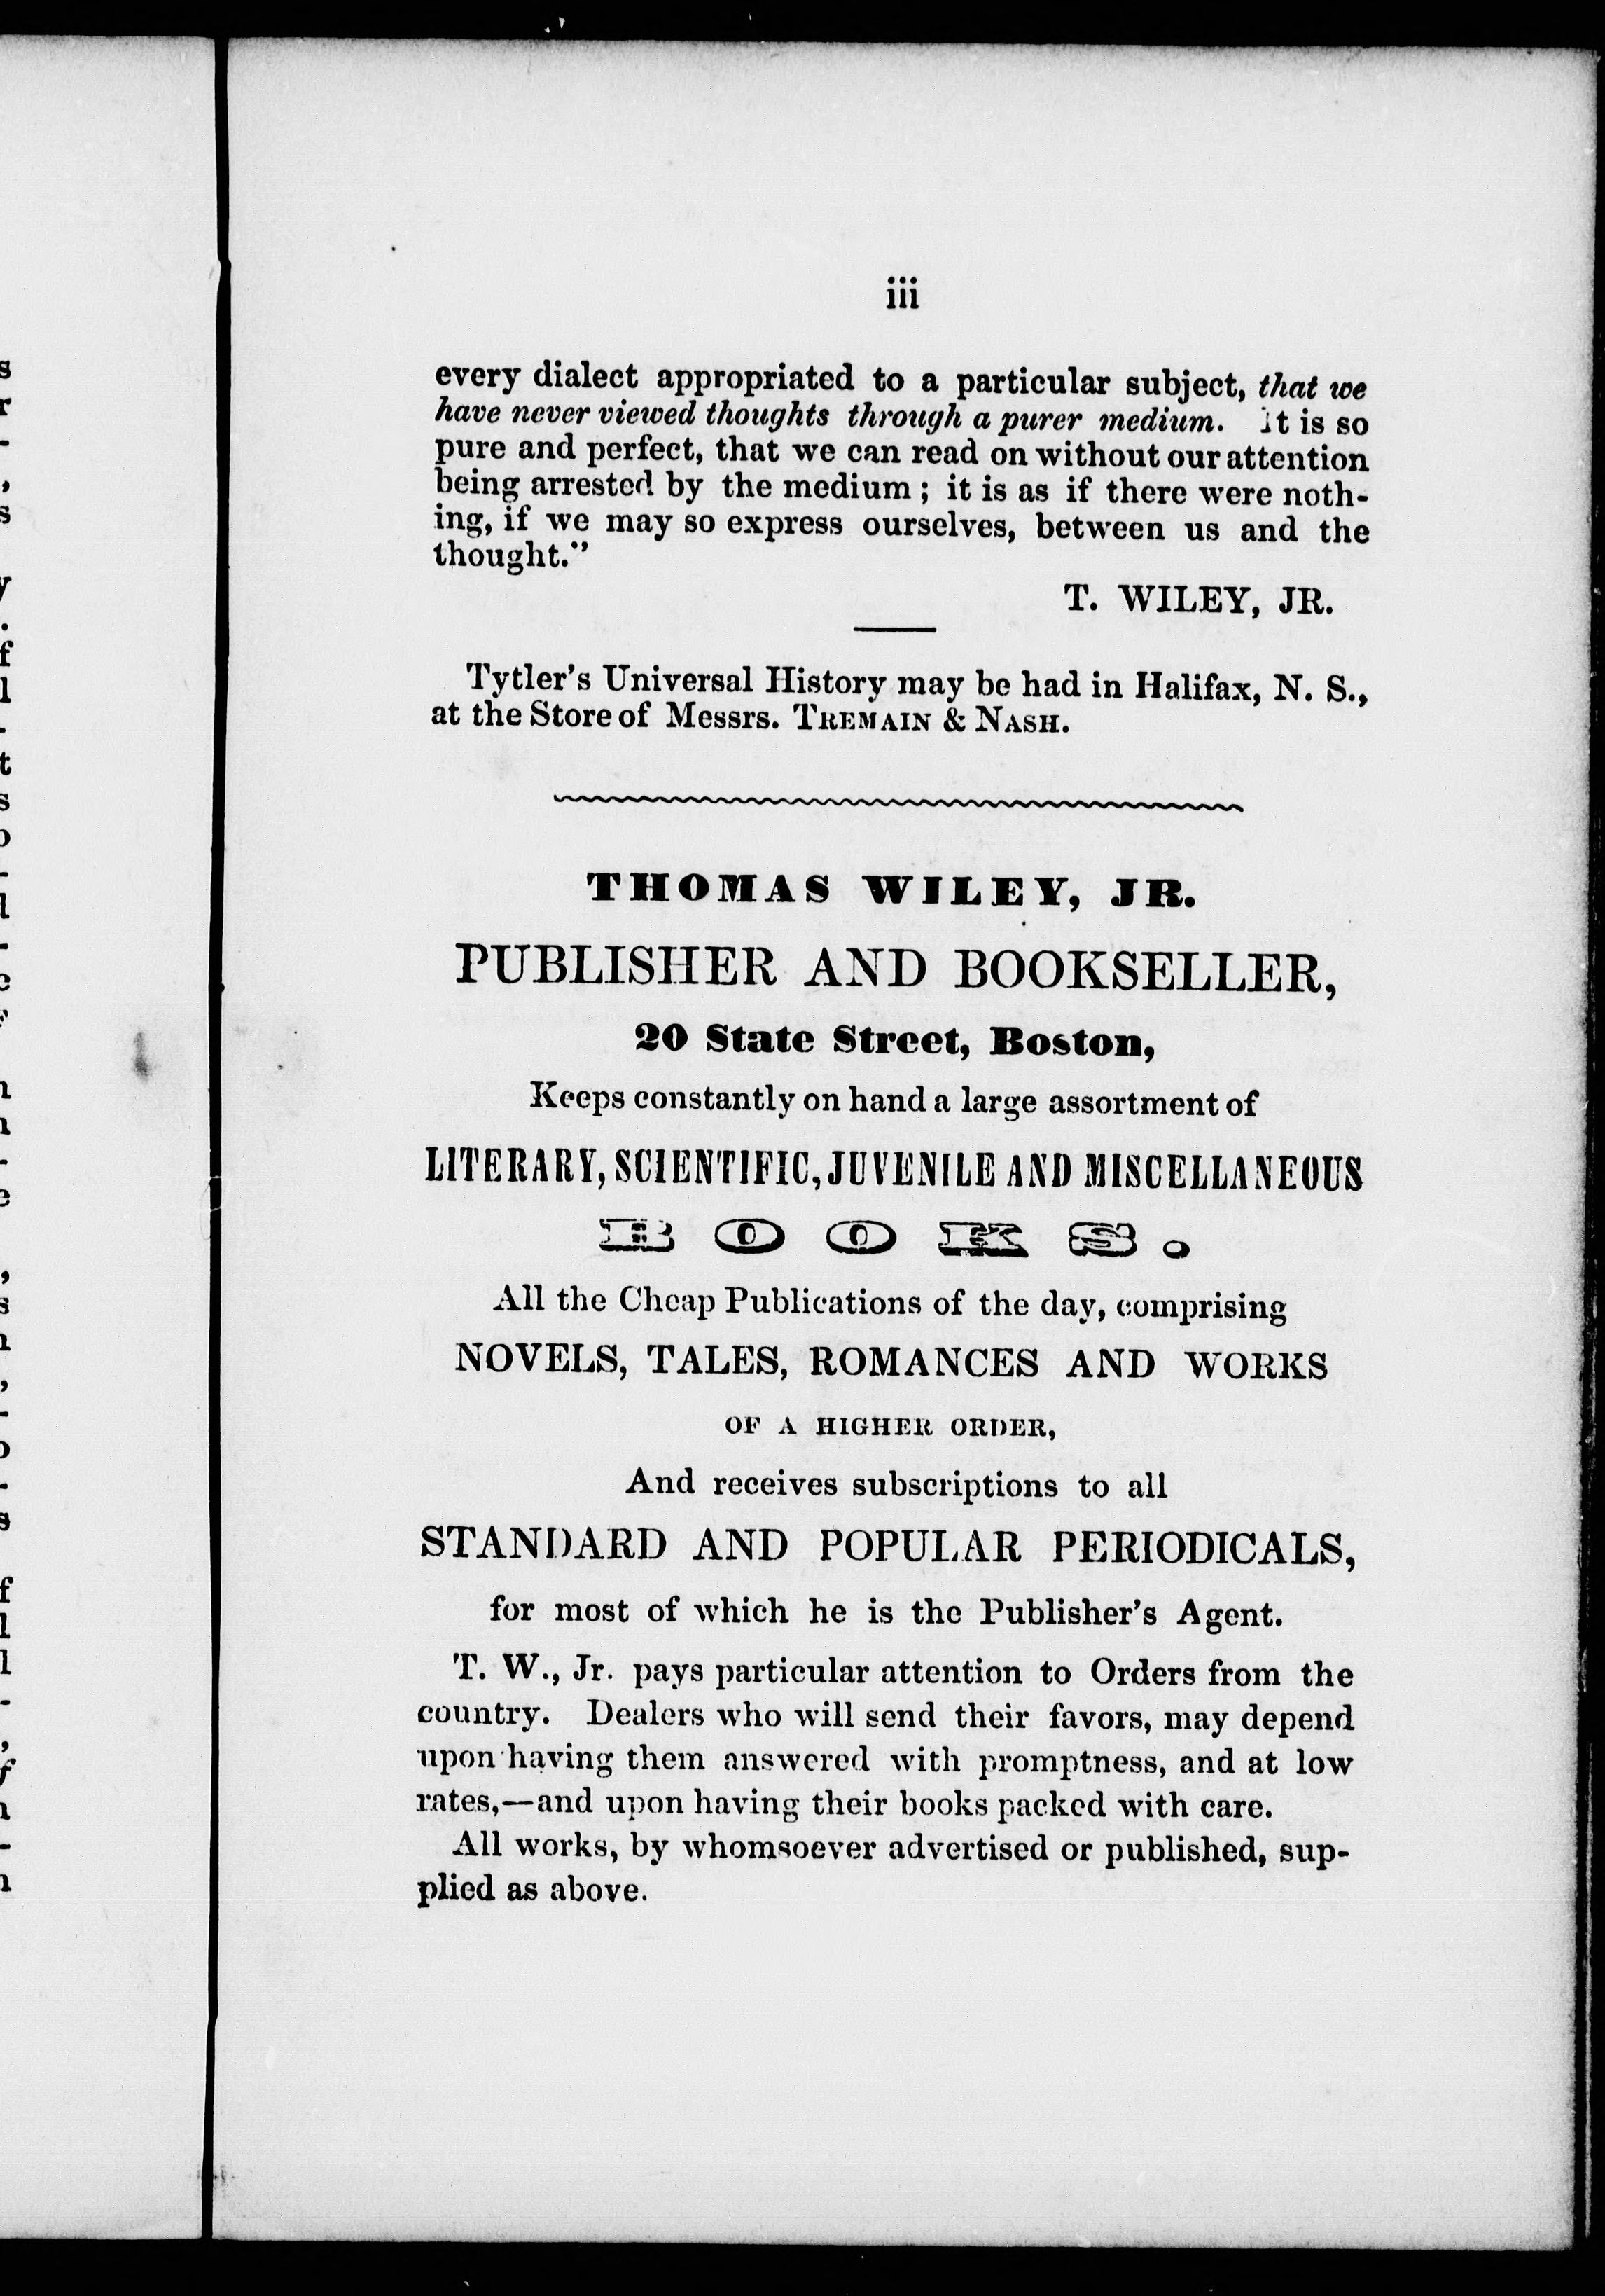 iii
every dialect appropriated to a particular subject, that we
have never viewed thoughts through a purer medium. It is so
pure and perfect, that we can read on without our attention
being arrested by the medium; it is as if there were noth-
ing, if we may so express ourselves, between us and the
thought."
T. WILEY, JR.
Tytler's Universal History may be had in Halifax, N. S.,
at the Store of Messrs. TREMAIN & NASH.
THOMAS WILEY, JR.
PUBLISHER AND BOOKSELLER,
20 State Street, Boston,
Keeps constantly on hand a large assortment of
LITERARY, SCIENTIFIC, JUVENILE AND MISCELLANEOUS
BOOKS.
All the Cheap Publications of the day, comprising
NOVELS, TALES, ROMANCES AND WORKS
OF A HIGHER ORDER,
And receives subscriptions to all
STANDARD AND POPULAR PERIODICALS,
for most of which he is the Publisher's Agent.
T. W., Jr. pays particular attention to Orders from the
country. Dealers who will send their favors, may depend
upon having them answered with promptness, and at low
rates,—and upon having their books packed with care.
All works, by whomsoever advertised or published, sup-
plied as above.